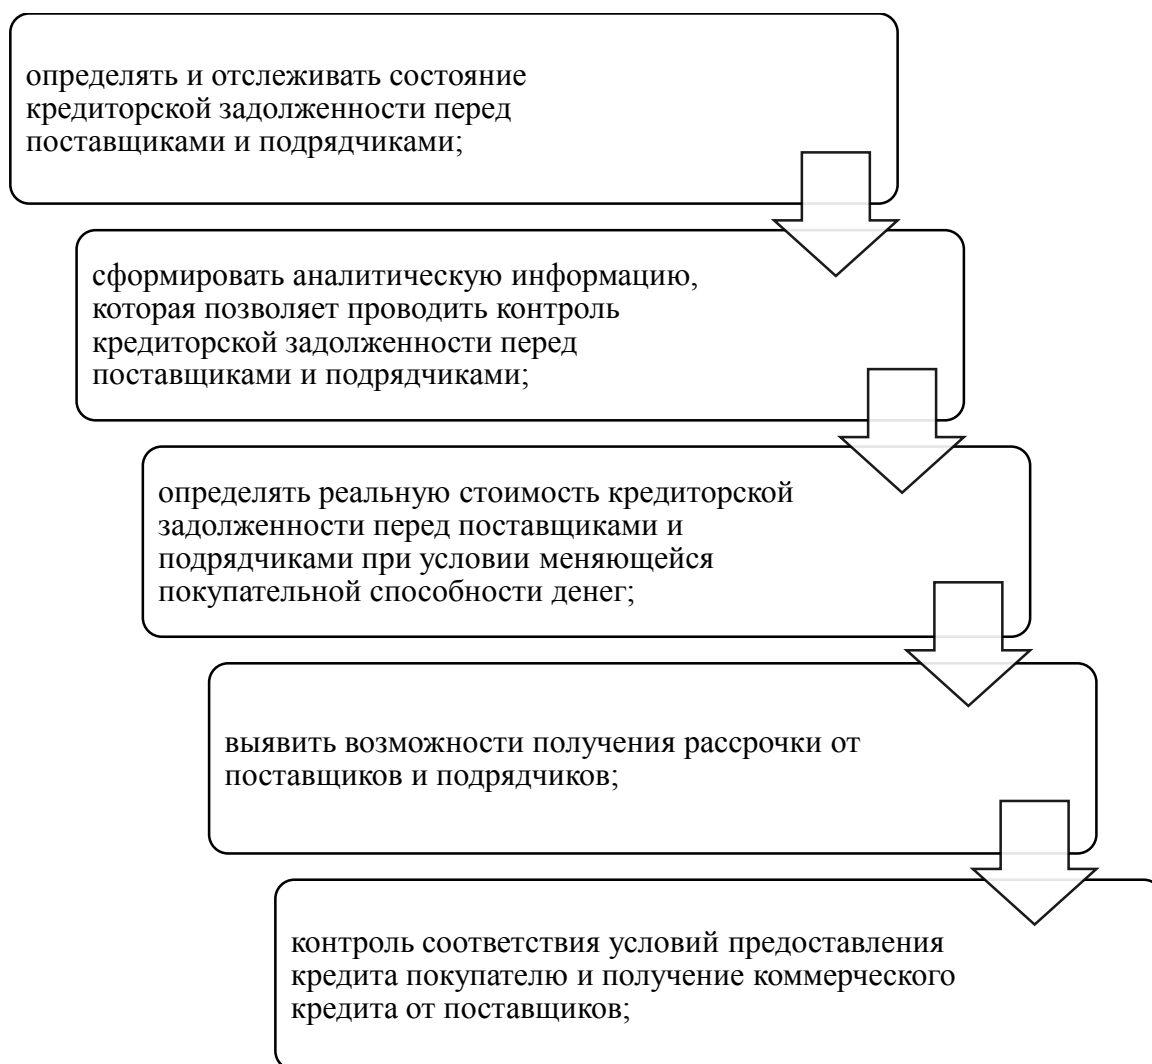 определять и отслеживать состояние
кредиторской задолженности перед
поставщиками и подрядчиками;
сформировать аналитическую информацию,
которая позволяет проводить контроль
кредиторской задолженности перед
поставщиками и подрядчиками;
определять реальную стоимость кредиторской
задолженности перед поставщиками и
подрядчиками при условии меняющейся
покупательной способности денег;
выявить возможности получения рассрочки от
поставщиков и подрядчиков;
контроль соответствия условий предоставления
кредита покупателю и получение коммерческого
кредита от поставщиков;